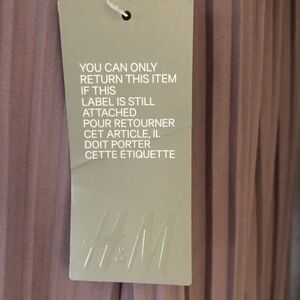 YOU CAN ONLY
RETURN THIS ITEM
IF THIS
LABEL IS STILL
ATTACHED
POUR RETOURNER
CET ARTICLE, IL
DOIT PORTER
CETTE ÉTIQUETTE
H&M